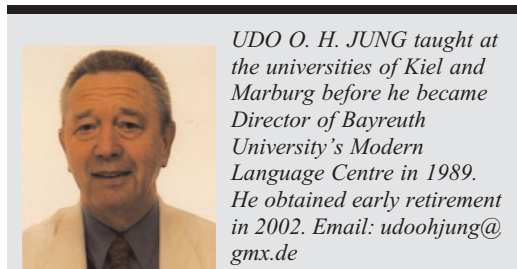 UDO O. H. JUNG taught at
the universities of Kiel and
Marburg before he became
Director of Bayreuth
University's Modern
Language Centre in 1989.
He obtained early retirement
in 2002. Email: udoohjung@
gmx.de